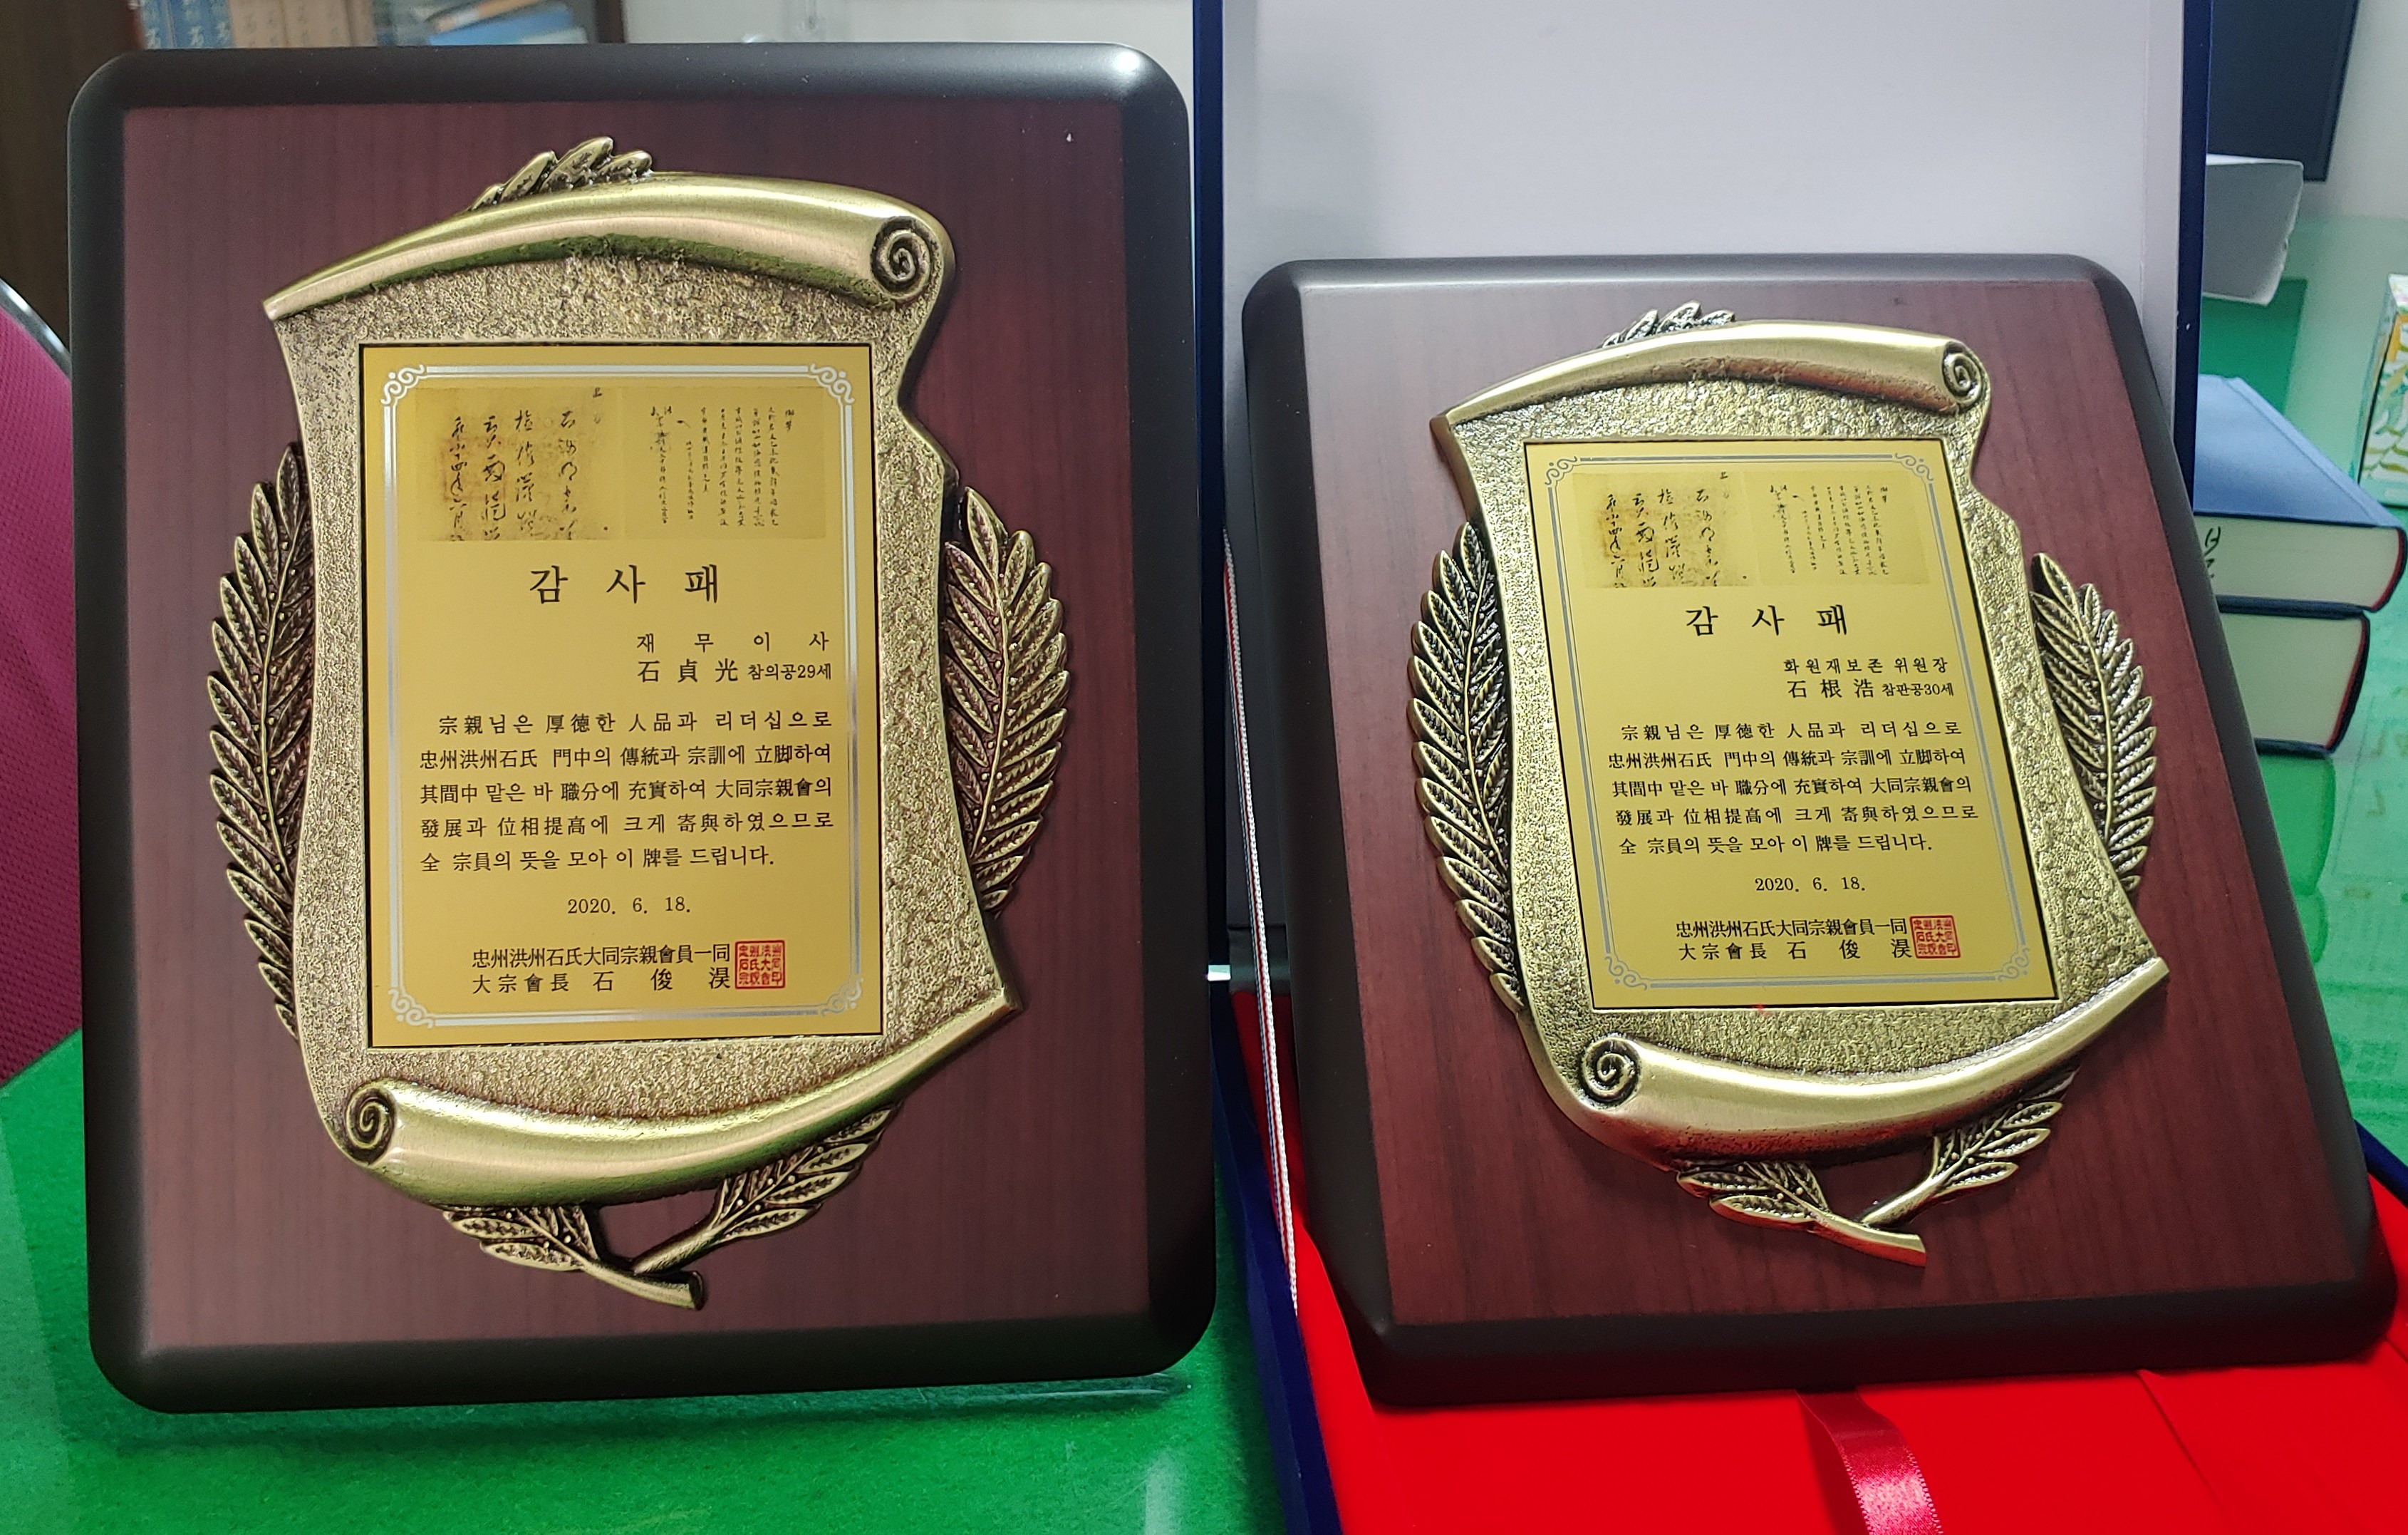 감 사 패
재 무 이 사
石 貞 光 참의공29세
宗親님은 厚德한 人品과 리더십으로
忠州洪州石氏 門中의 傳統과 宗訓에 立脚하여
其間中 맡은 바 職分에 充實하여 大同宗親會의
發展과 位相提高에 크게 寄與하였으므로
全 宗員의 뜻을 모아 이 牌를 드립니다.
2020. 6. 18.
忠州洪州石氏大同宗親會員一同
大宗會長 石 俊 淏
감 사 패
화원재보존 위원장
石 根 浩 참판공30세
宗親님은 厚德한 人品과 리더십으로
忠州洪州石氏 門中의 傳統과 宗訓에 立脚하여
其間中 맡은 바 職分에 充實하여 大同宗親會의
發展과 位相提高에 크게 寄與하였으므로
全 宗員의 뜻을 모아 이 牌를 드립니다.
2020. 6. 18.
忠州洪州石氏大同宗親會員一同
大宗會長 石 俊 淏